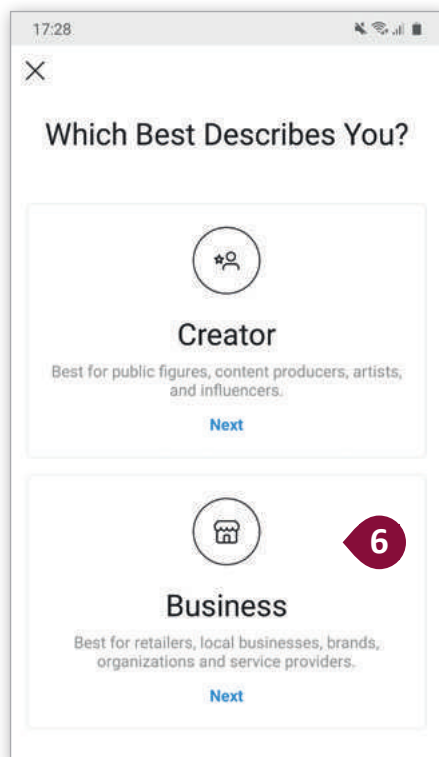 17:28
Which Best Describes You?
Creator
Best for public figures, content producers, artists,
and influencers.
Next
6
Business
Best for retailers, local businesses, brands,
organizations and service providers.
Next